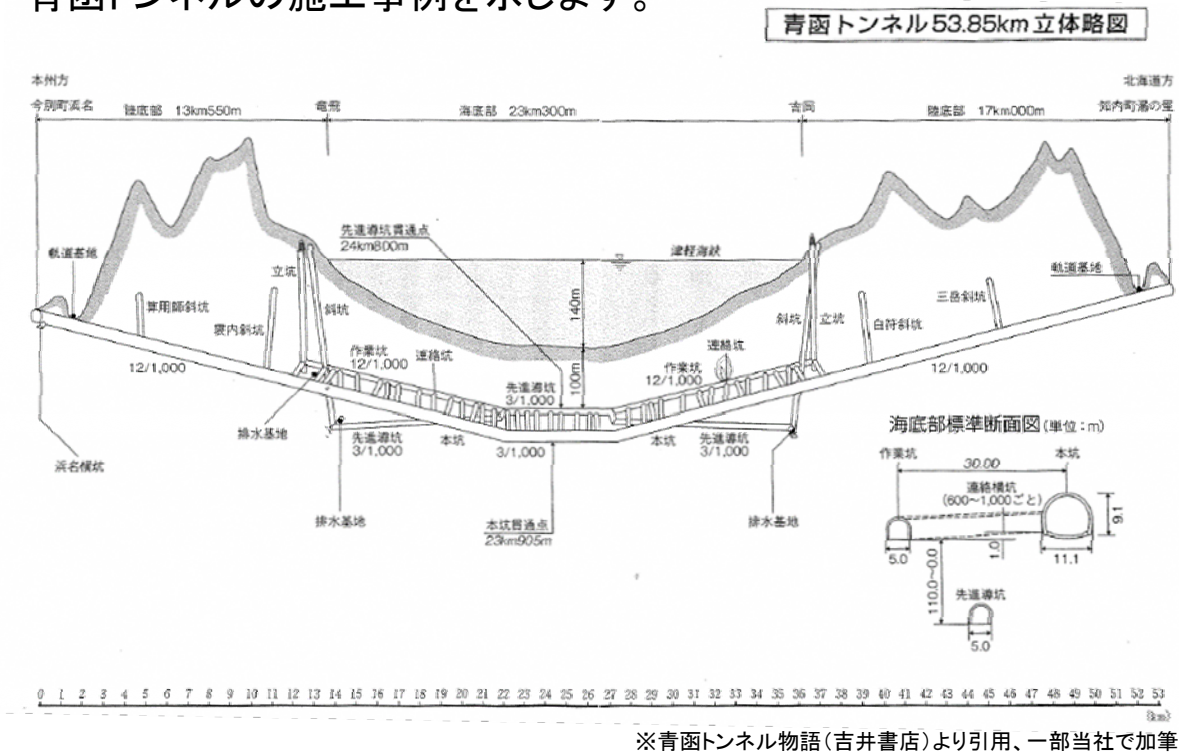 青函トンネルの施工事例を示します。
青函トンネル53.85km立体略図
本州方
北海道方
今別町浜名
陸底部 13km550m
竜飛
海底部 23km300m
吉岡
陸底部 17km000m
知内町湯の里
先進導坑貫通点
24km800m
津軽海峡
軌道基地
立坑
斜坑
算用師斜坑
袰内斜坑
140m
100m
斜坑
立坑
白符斜坑
三岳斜坑
軌道基地
12/1,000
作業坑
12/1,000
連絡坑
先進導坑
3/1,000
作業坑
12/1,000
連絡坑
12/1,000
排水基地
先進導坑
3/1,000
本坑
3/1,000
本坑
先進導坑
3/1,000
浜名横坑
排水基地
本坑貫通点
23km905m
排水基地
海底部標準断面図(単位:m)
作業坑
30.00
本坑
連絡横坑
(600~1,000ごと)
9.1
5.0
1.0
11.1
110.0~0.0
先進導坑
5.0
0 1 2 3 4 5 6 7 8 9 10 11 12 13 14 15 16 17 18 19 20 21 22 23 24 25 26 27 28 29 30 31 32 33 34 35 36 37 38 39 40 41 42 43 44 45 46 47 48 49 50 51 52 53
(km)
※青函トンネル物語(吉井書店)より引用、一部当社で加筆